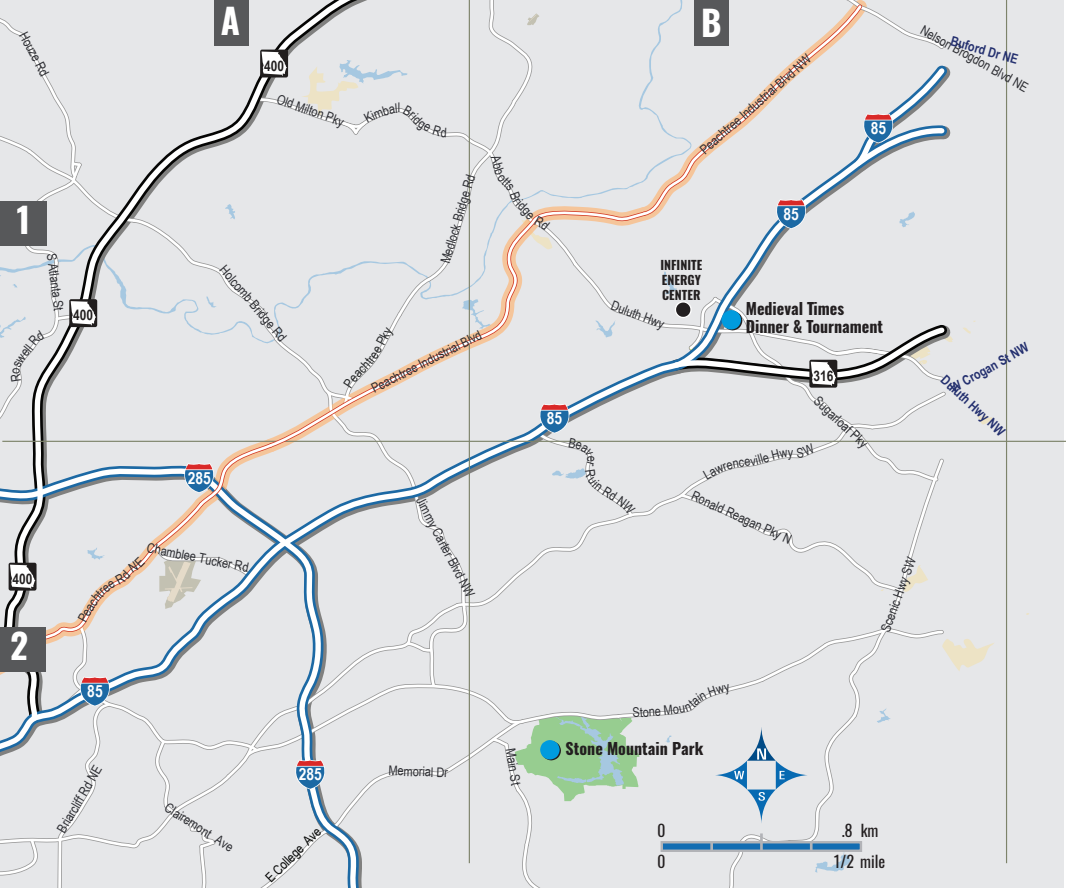 A
B
Houze Rd
400
Nelson Brogdon Blvd NE
Buford Dr NE
Old Milton Pky
Kimball Bridge Rd
Peachtree Industrial Blvd NW
85
Abbotts Bridge Rd
Medlock Bridge Rd
1
85
S Atlanta St
Holcomb Bridge Rd
INFINITE
ENERGY
CENTER
400
Duluth Hwy
Medieval Times
Dinner & Tournament
Roswell Rd
Peachtree Pky
Peachtree Industrial Blvd
316
W Crogan St NW
Duluth Hwy NW
85
Sugarloaf Pky
Beaver Ruin Rd NW
Lawrenceville Hwy SW
285
Ronald Reagan Pky N
Jimmy Carter Blvd NW
Chamblee Tucker Rd
400
Peachtree Rd NE
Scenic Hwy SW
2
85
Stone Mountain Hwy
Stone Mountain Park
Main St
N
W
E
S
285
Memorial Dr
Briarcliff Rd NE
Clairemont Ave
E College Ave
0 .8 km
0 1/2 mile